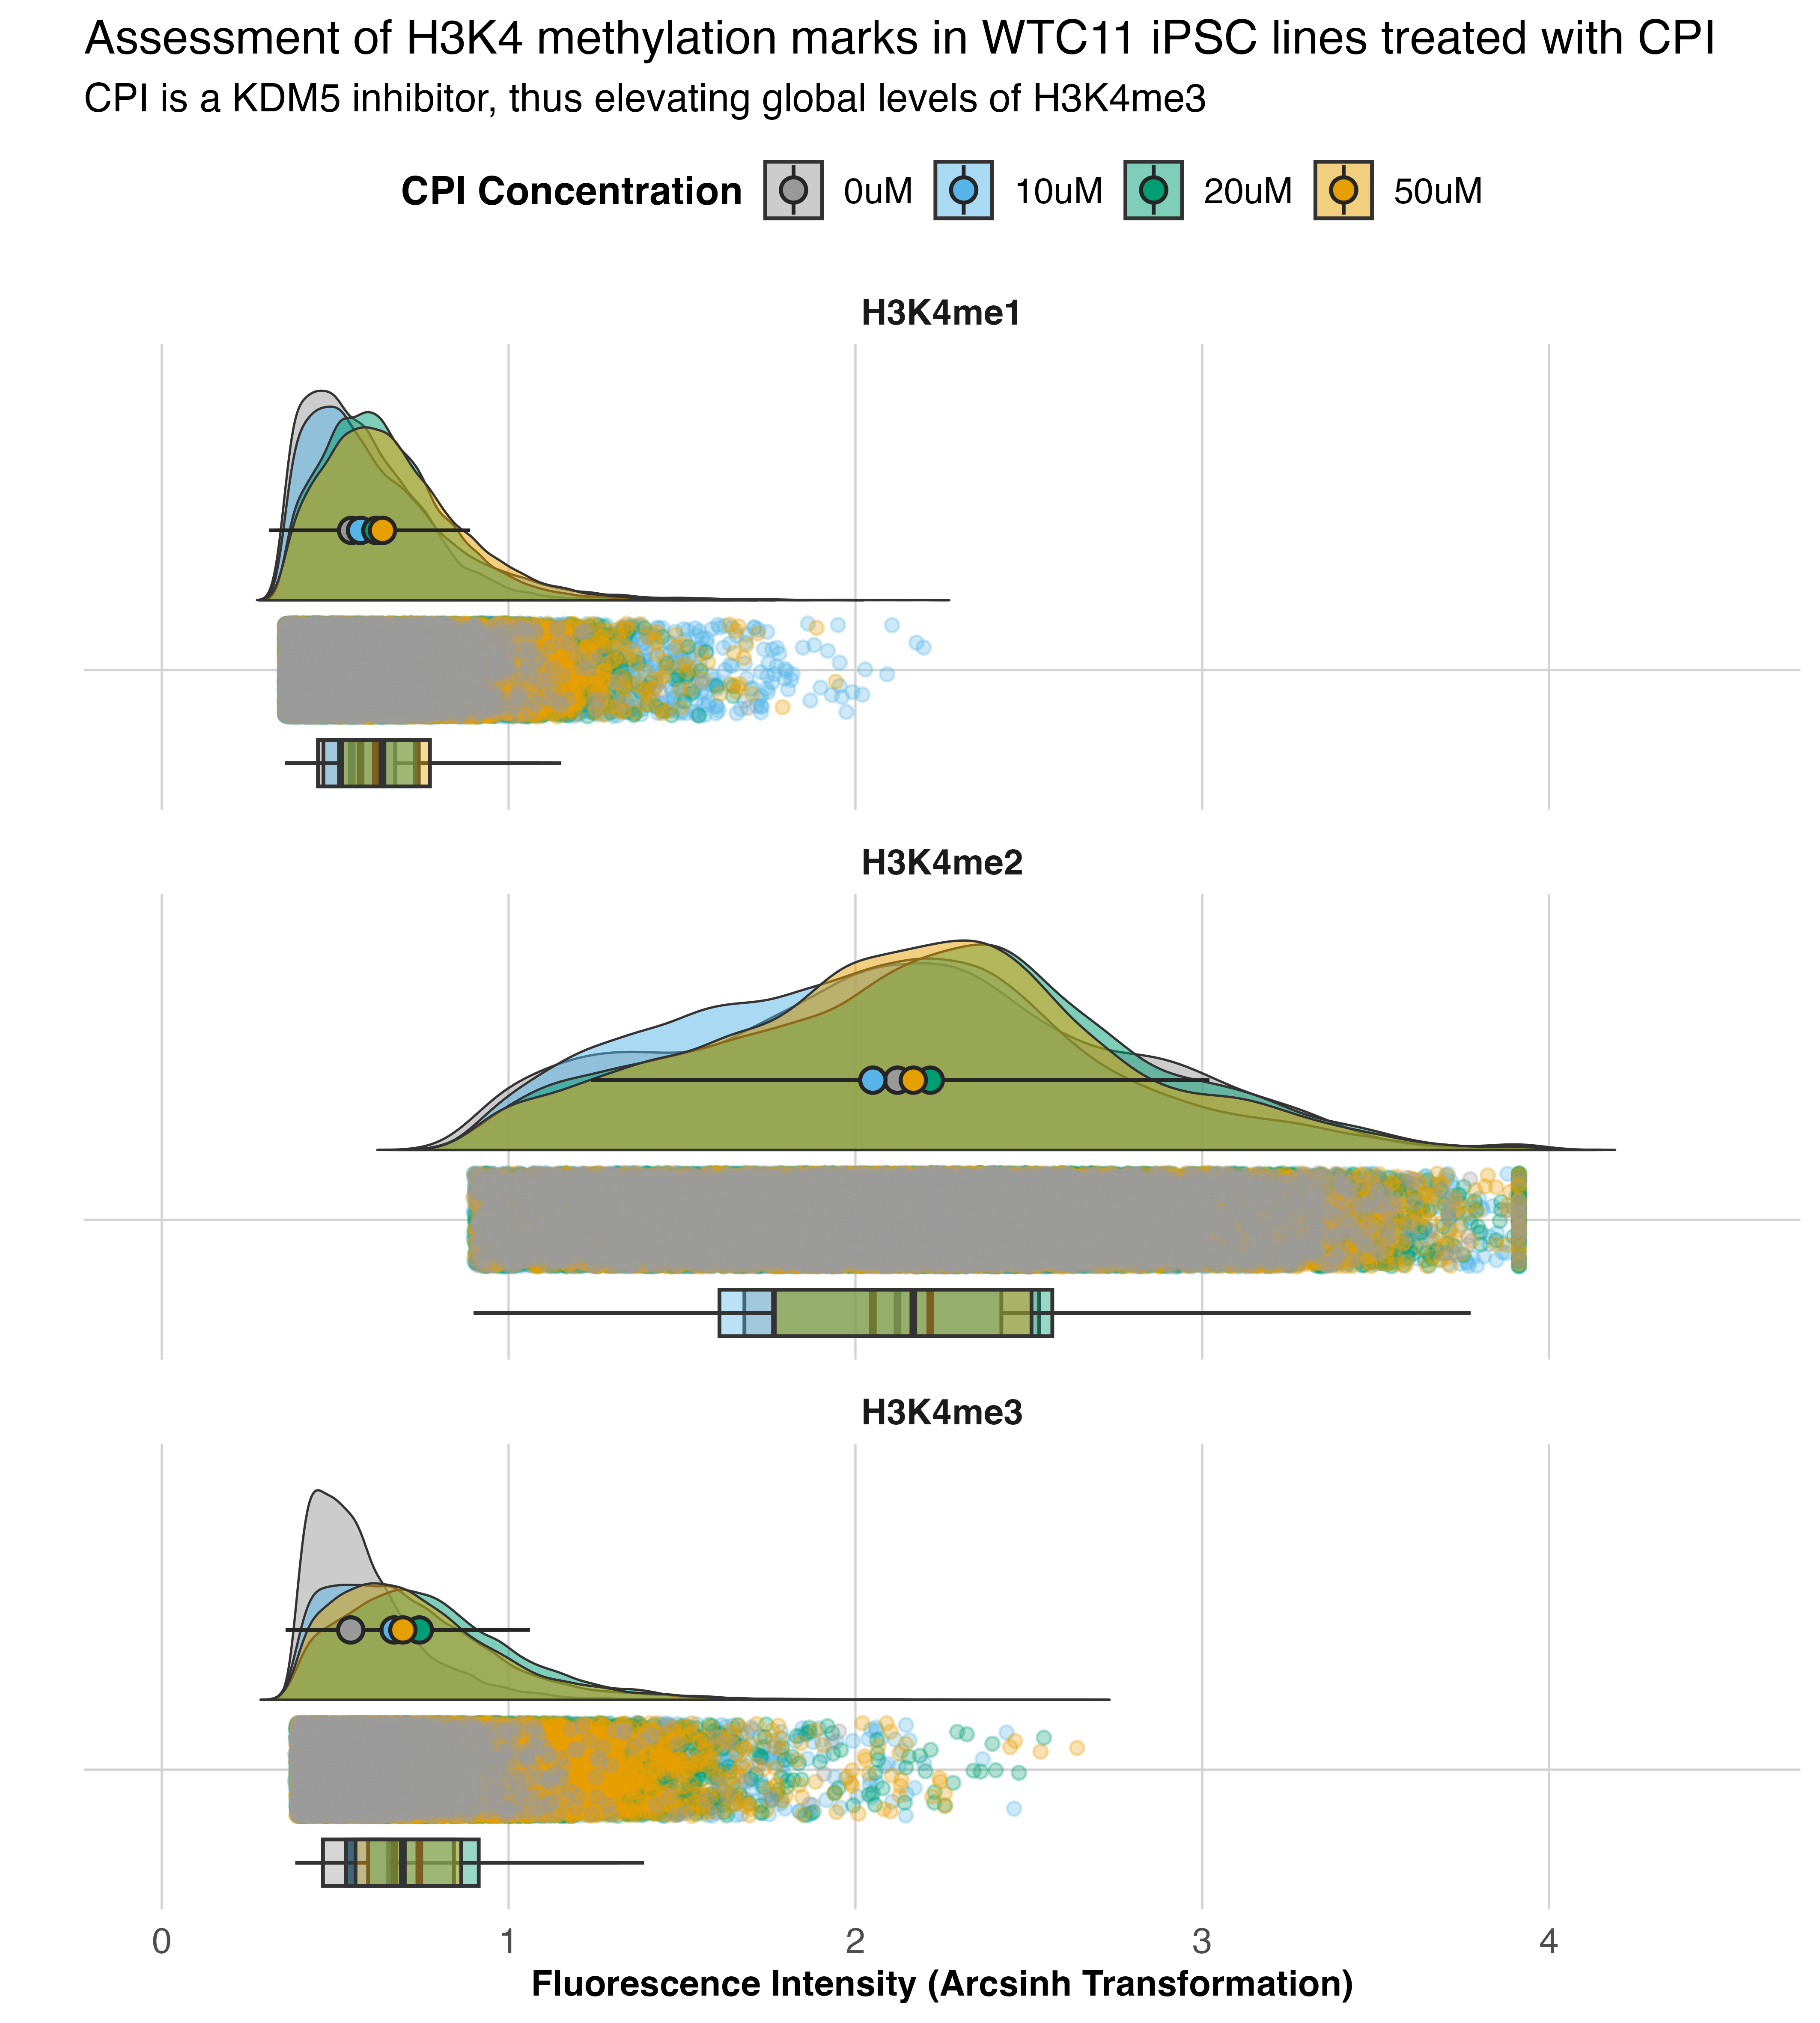 Assessment of H3K4 methylation marks in WTC11 iPSC lines treated with CPI
CPI is a KDM5 inhibitor, thus elevating global levels of H3K4me3
CPI Concentration 0uM 10uM 20uM 50uM
H3K4me1
H3K4me2
H3K4me3
0 1 2 3 4
Fluorescence Intensity (Arcsinh Transformation)